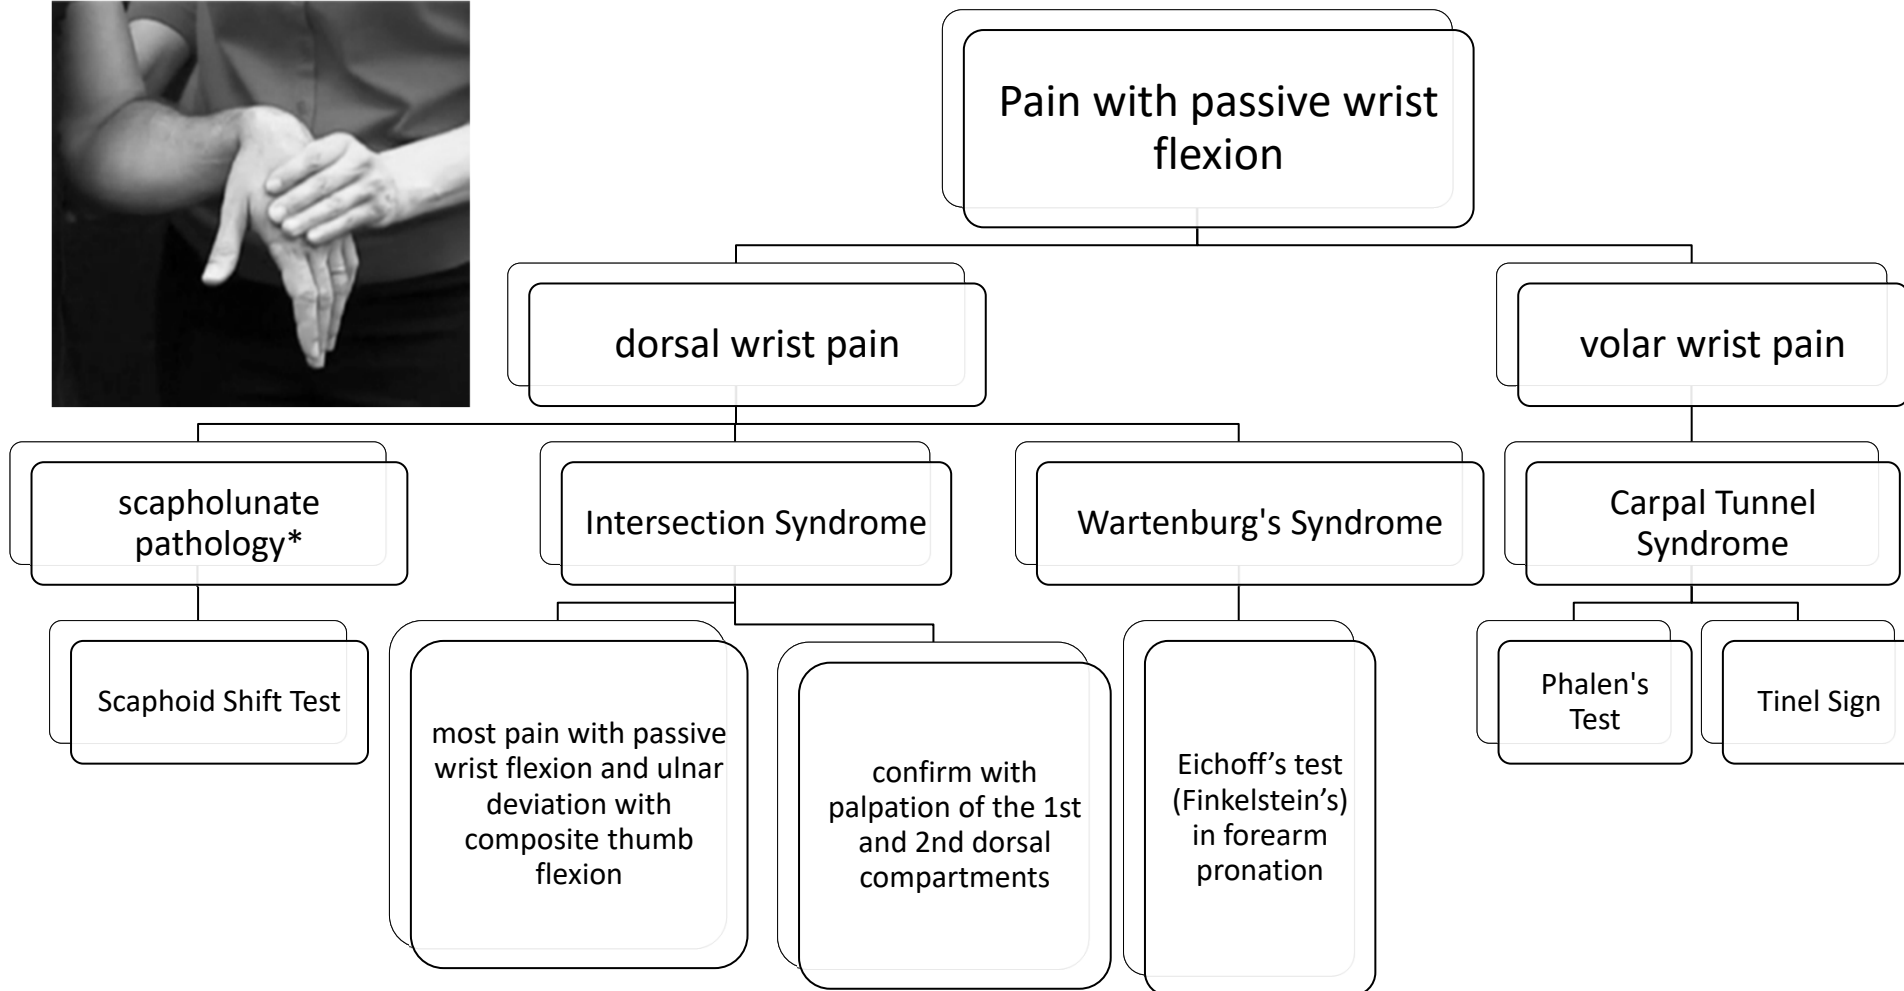 Pain with passive wrist
flexion
dorsal wrist pain
volar wrist pain
scapholunate
pathology*
Intersection Syndrome
Wartenburg's Syndrome
Carpal Tunnel
Syndrome
Scaphoid Shift Test
most pain with passive
wrist flexion and ulnar
deviation with
composite thumb
flexion
confirm with
palpation of the 1st
and 2nd dorsal
compartments
Eichoff’s test
(Finkelstein’s)
in forearm
pronation
Phalen's
Test
Tinel Sign